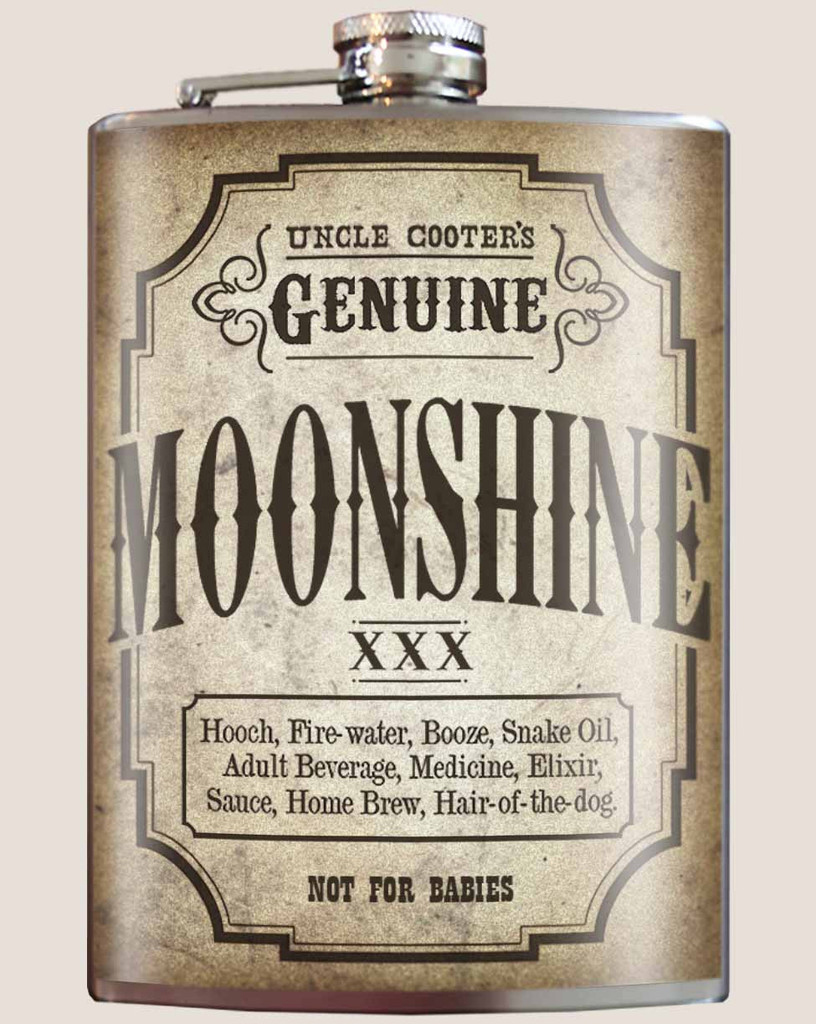 UNCLE COOTER'S
GENUINE
MOONSHINE
XXX
Hooch, Fire-water, Booze, Snake Oil,
Adult Beverage, Medicine, Elixir,
Sauce, Home Brew, Hair-of-the-dog.
NOT FOR BABIES